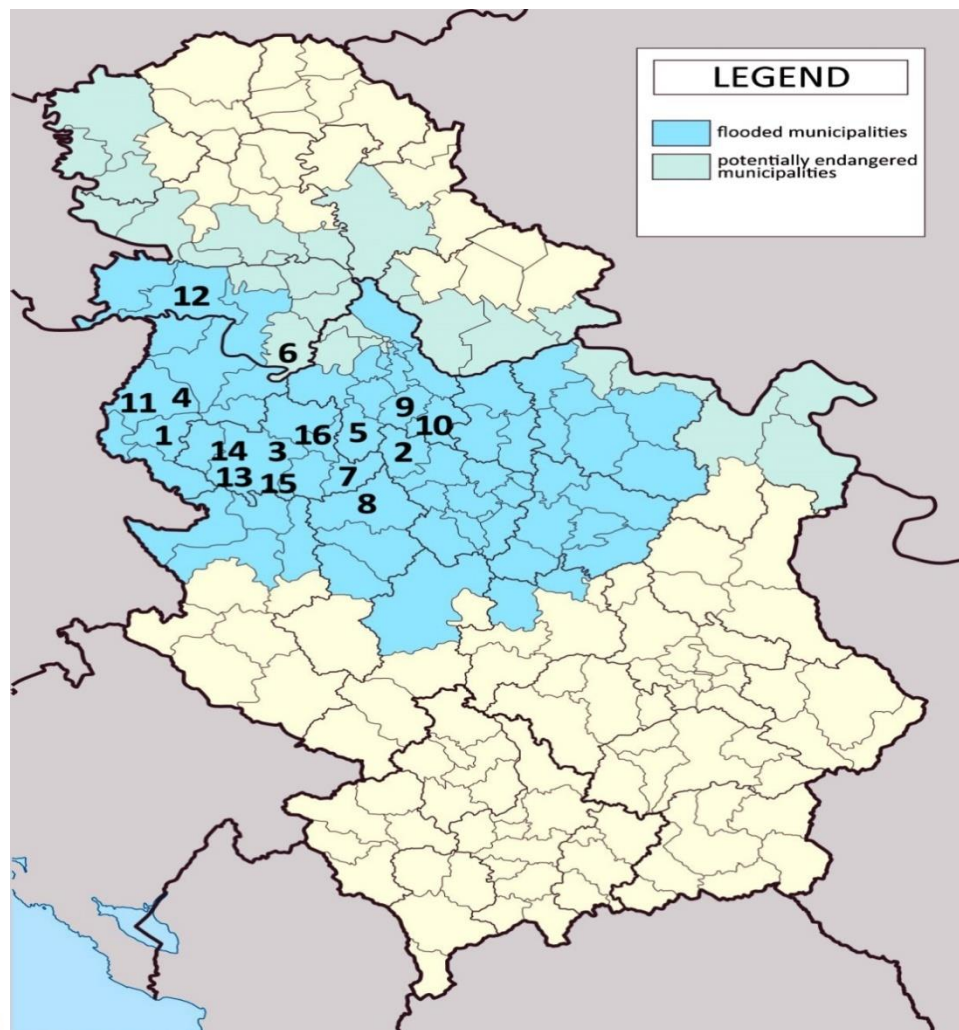 LEGEND
flooded municipalities
potentially endangered
municipalities
12
6
11 4
9
1 16 5 10
14 3 2
13 15 7
8